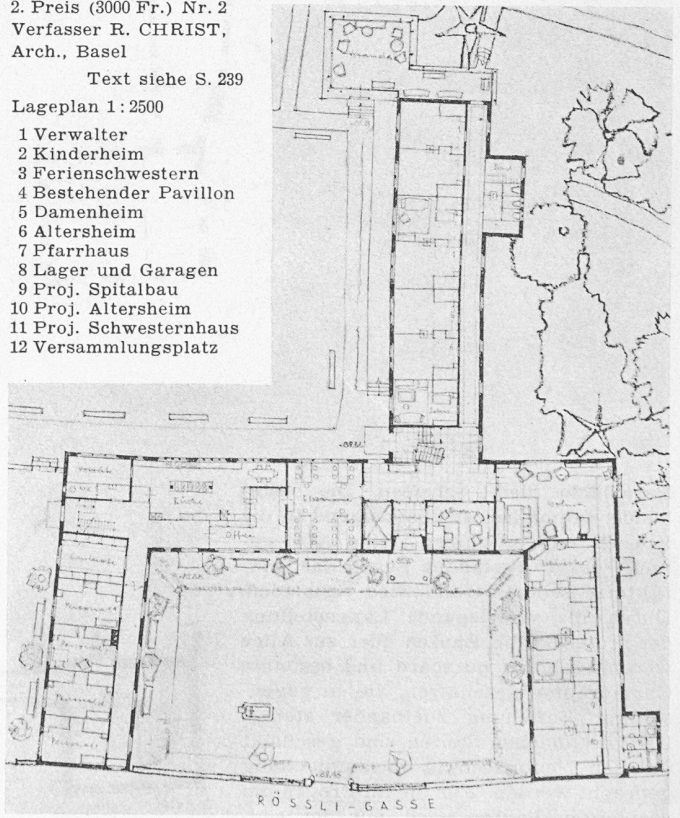 2. Preis (3000 Fr.) Nr. 2
Verfasser R. CHRIST,
Arch., Basel
Text siehe S. 239
Lageplan 1 : 2500
1 Verwalter
2 Kinderheim
3 Ferienschwestern
4 Bestehender Pavillon
5 Damenheim
6 Altersheim
7 Pfarrhaus
8 Lager und Garagen
9 Proj. Spitalbau
10 Proj. Altersheim
11 Proj. Schwesternhaus
12 Versammlungsplatz
Küche
Office
RÖSSLI-GASSE